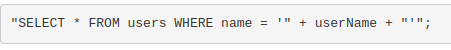 "SELECT * FROM users WHERE name = '" + userName + "'";